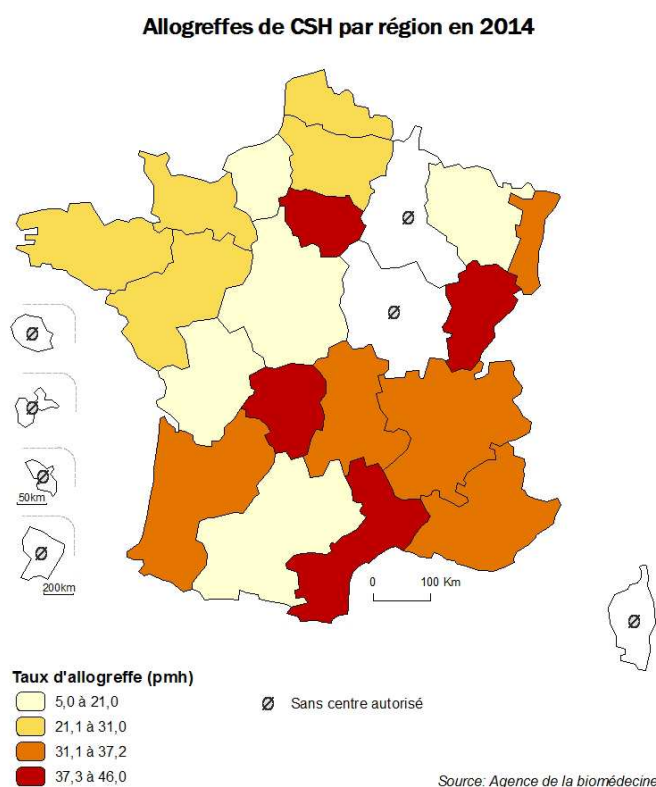 Allogreffes de CSH par région en 2014
50km
200km
0 100 Km
Taux d'allogreffe (pmh)
5,0 à 21,0
21,1 à 31,0
31,1 à 37,2
37,3 à 46,0
Ø Sans centre autorisé
Source: Agence de la biomédecine